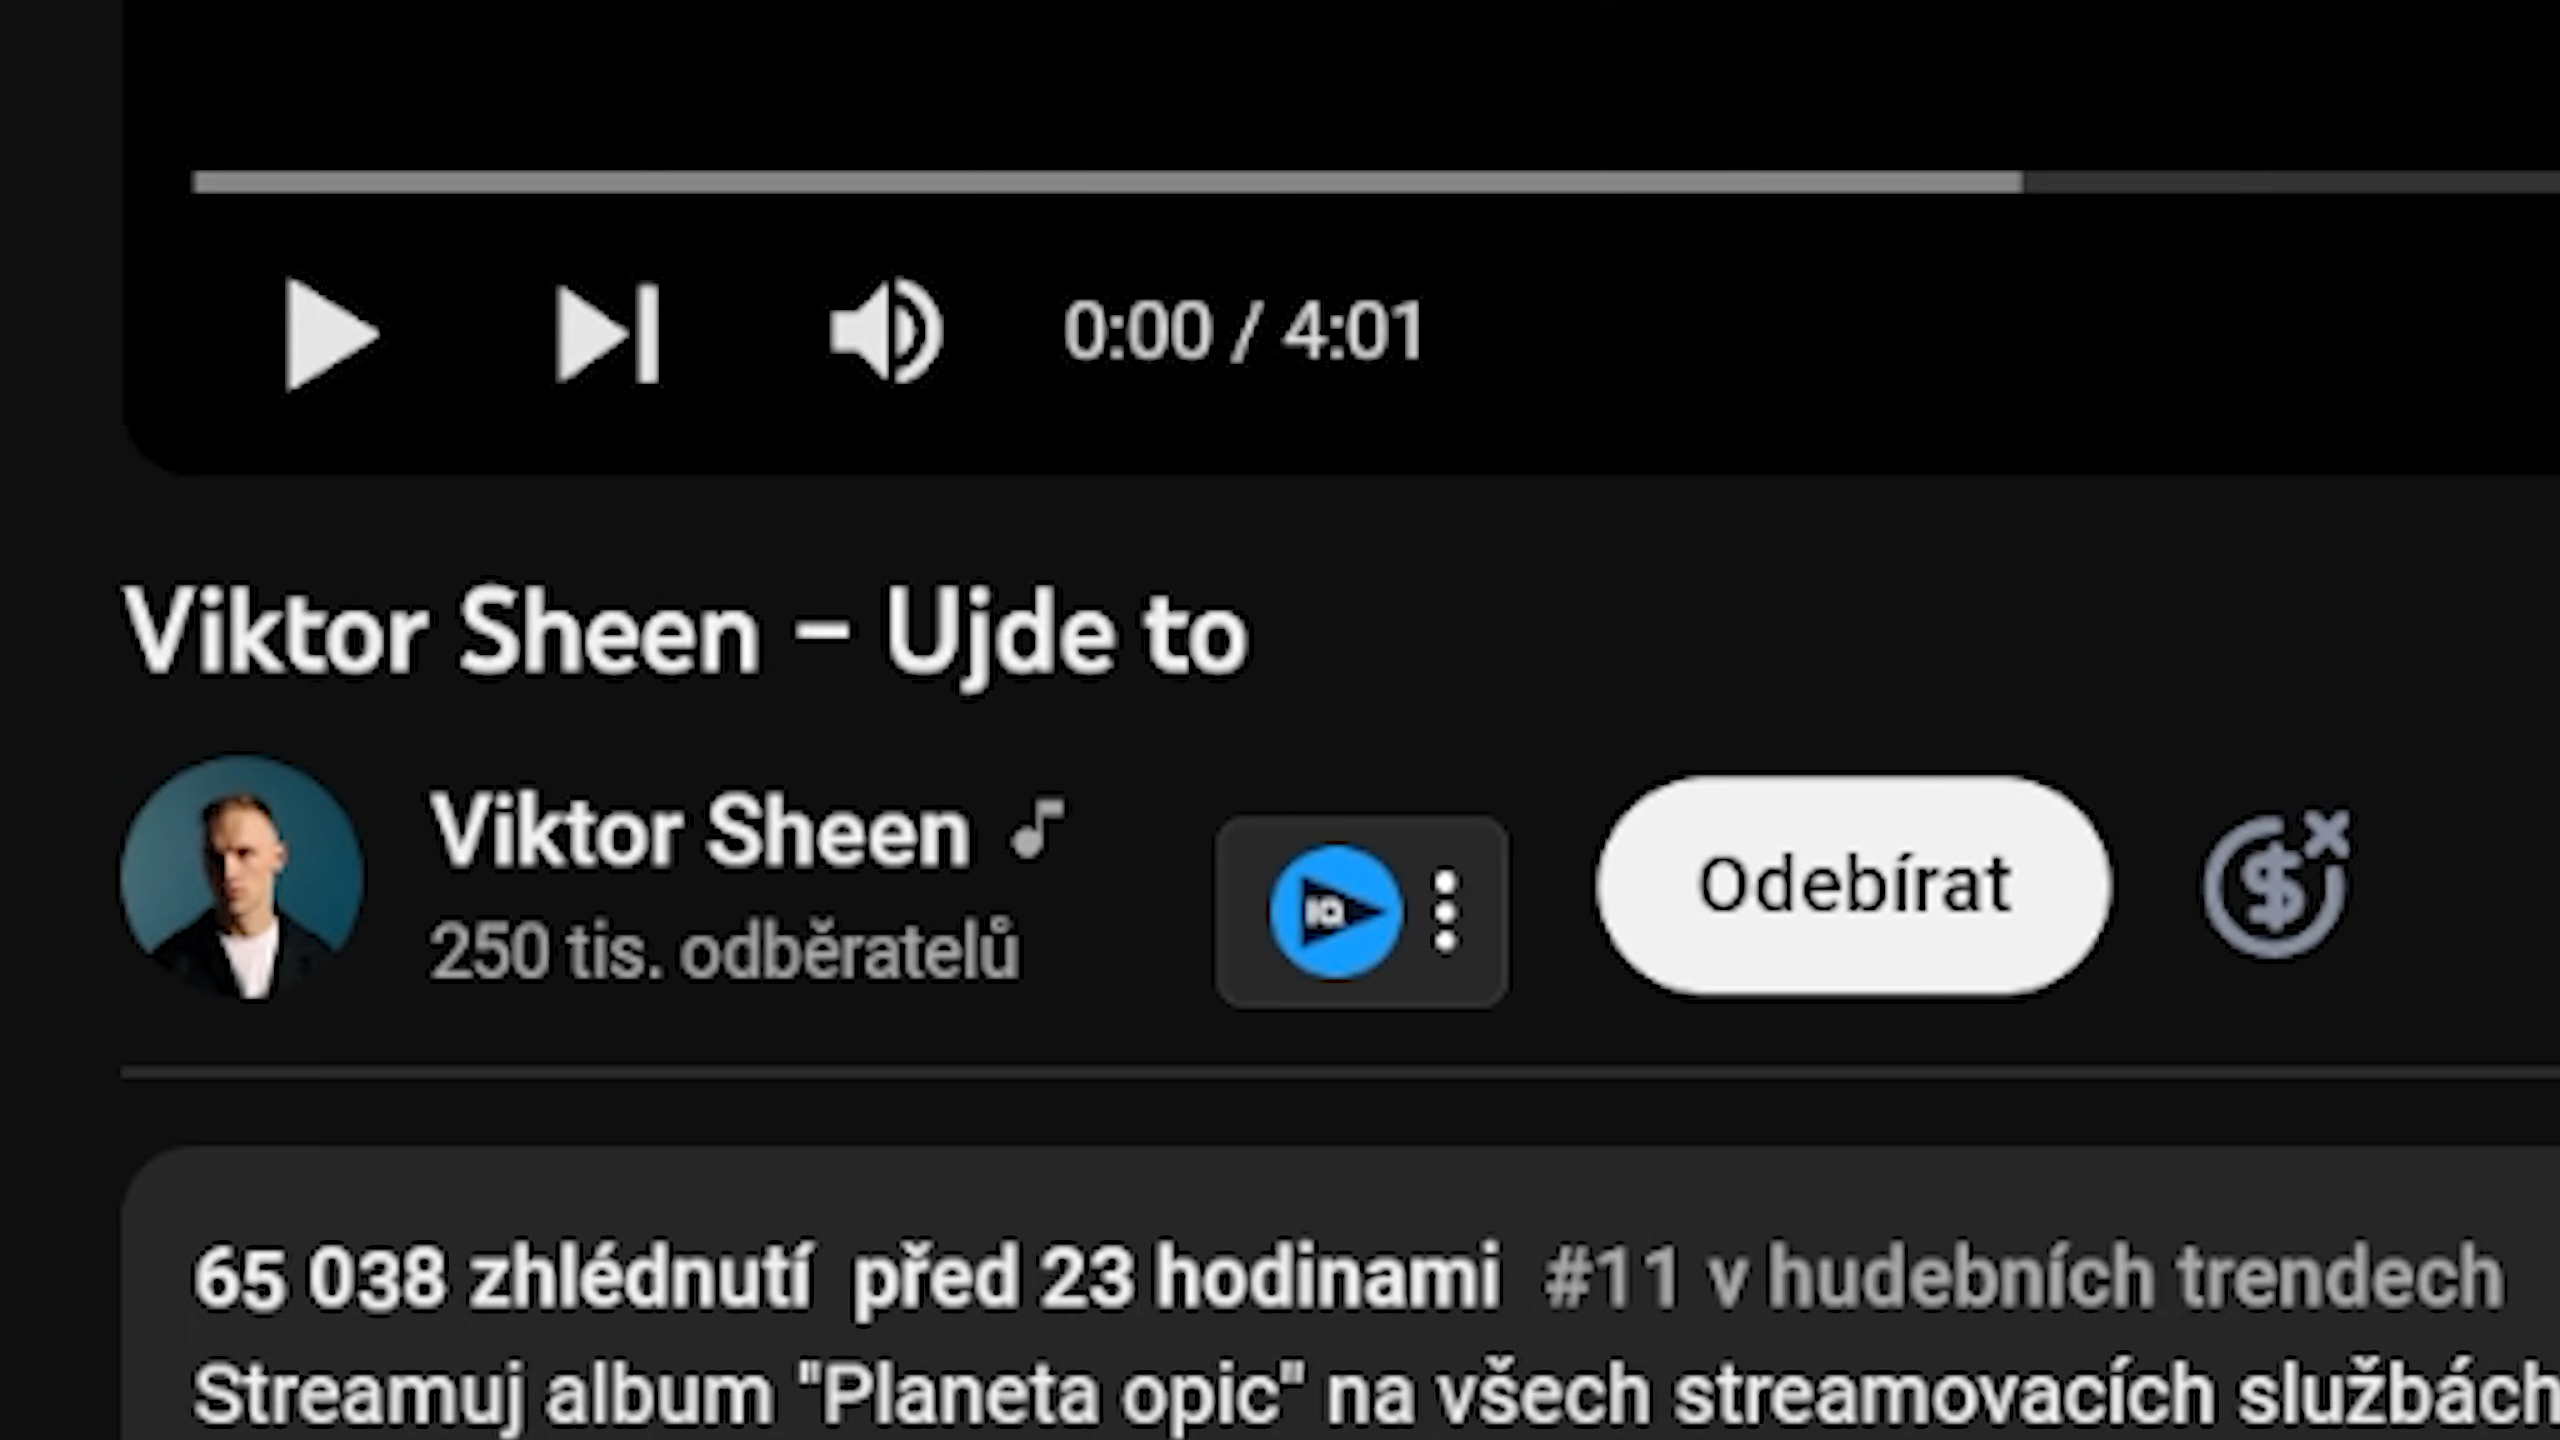 0:00 / 4:01
Viktor Sheen – Ujde to
Viktor Sheen
250 tis. odběratelů
IQ
Odebírat
$
65 038 zhlédnutí před 23 hodinami #11 v hudebních trendech
Streamuj album "Planeta opic" na všech streamovacích službách